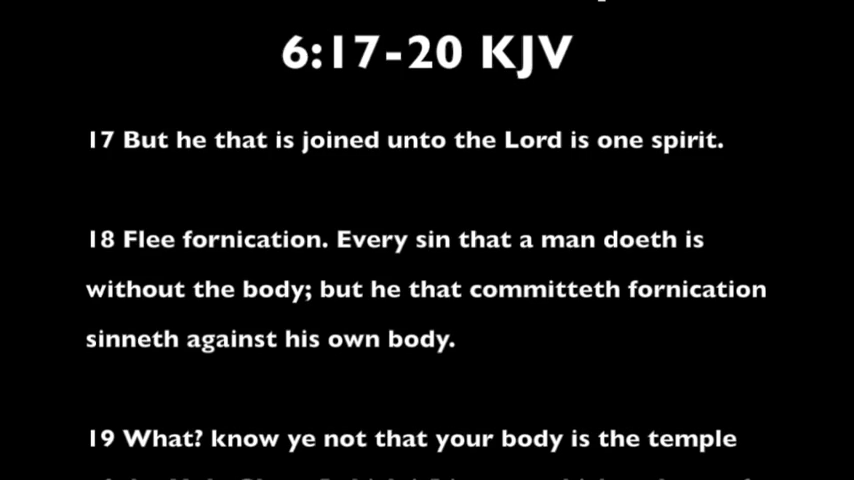 6:17-20 KJV
17 But he that is joined unto the Lord is one spirit.
18 Flee fornication. Every sin that a man doeth is
without the body; but he that committeth fornication
sinneth against his own body.
19 What? know ye not that your body is the temple